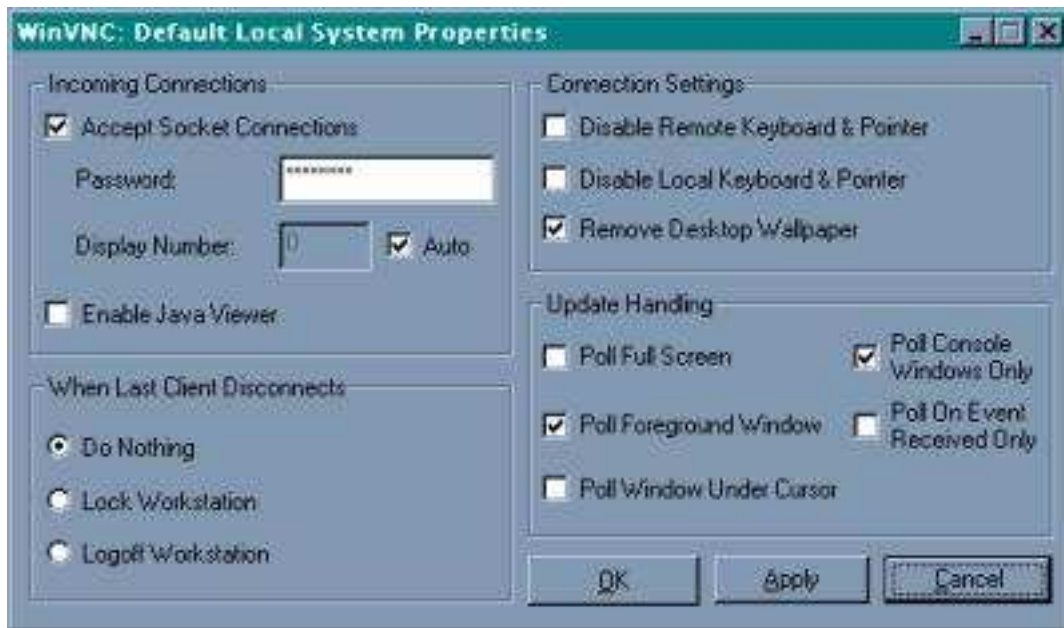 WinVNC: Default Local System Properties
Incoming Connections
Accept Socket Connections
Password: *********
Display Number: 0 Auto
Enable Java Viewer
When Last Client Disconnects
Do Nothing
Lock Workstation
Logoff Workstation
Connection Settings
Disable Remote Keyboard & Pointer
Disable Local Keyboard & Pointer
Remove Desktop Wallpaper
Update Handling
Poll Full Screen
Poll Console
Windows Only
Poll Foreground Window
Poll On Event
Received Only
Poll Window Under Cursor
OK Apply Cancel